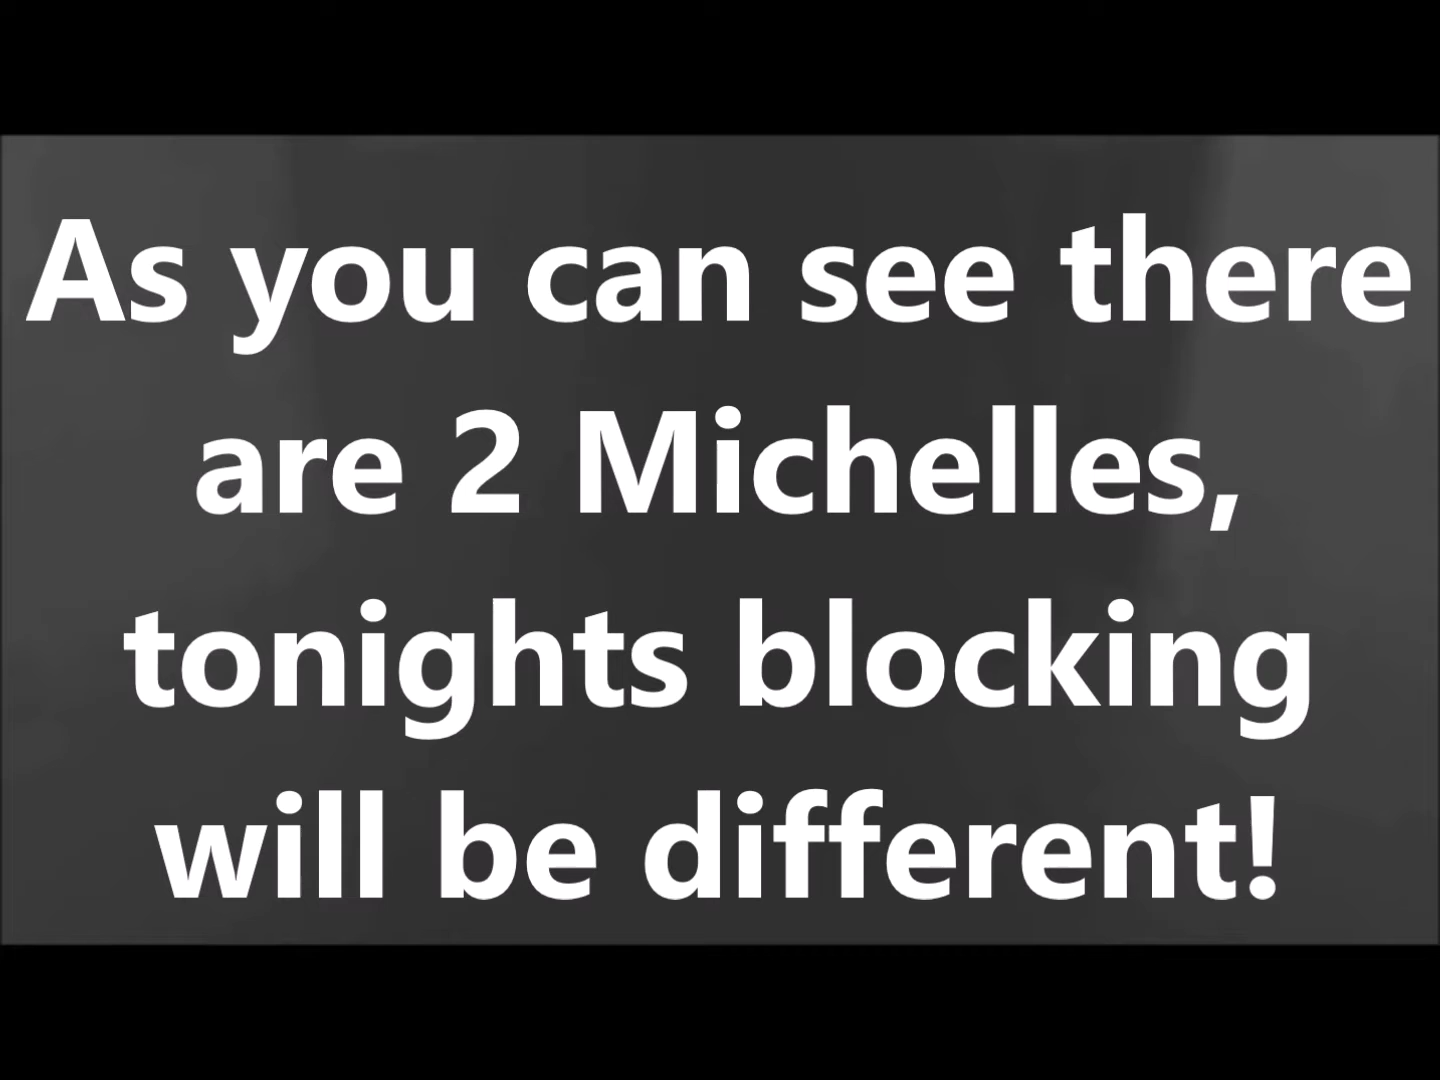 As you can see there
are 2 Michelles,
tonights blocking
will be different!